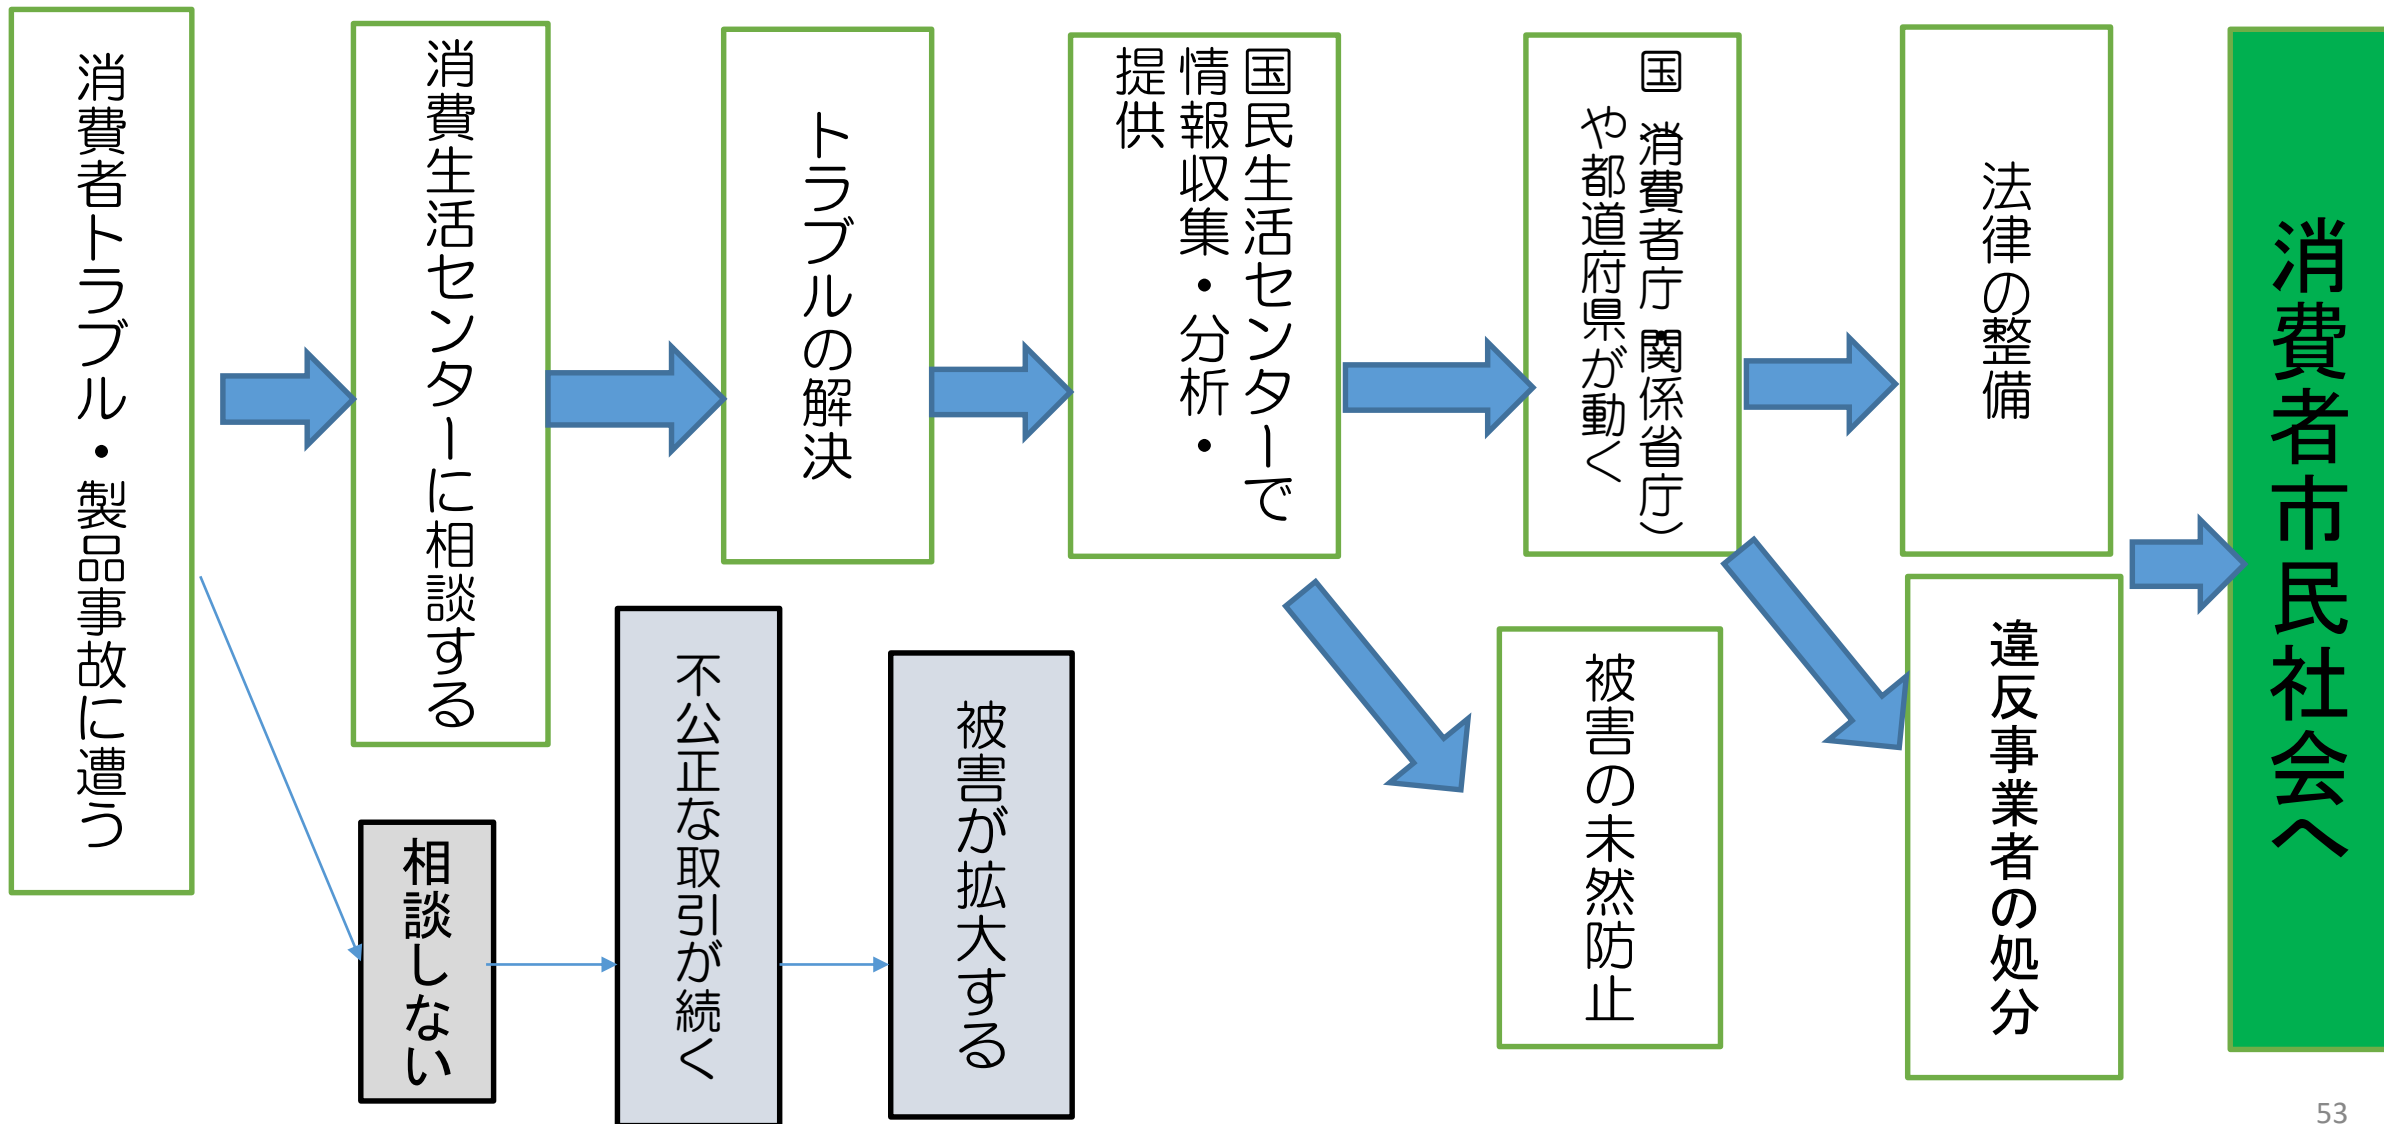 消費者トラブル・製品事故に遭う
消費生活センターに相談する
トラブルの解決
国民生活センターで
情報収集・分析・
提供
国（消費者庁・関係省庁）
や都道府県が動く
法律の整備
違反事業者の処分
被害の未然防止
消費者市民社会へ
相談しない
不公正な取引が続く
被害が拡大する
53